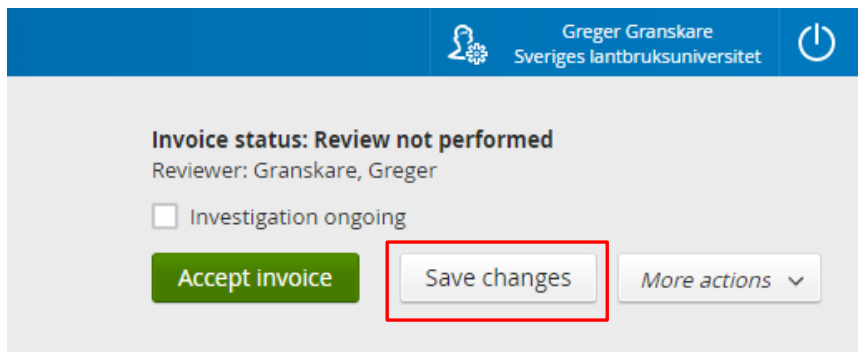 Greger Granskare
Sveriges lantbruksuniversitet
Invoice status: Review not performed
Reviewer: Granskare, Greger
Investigation ongoing
Accept invoice
Save changes
More actions